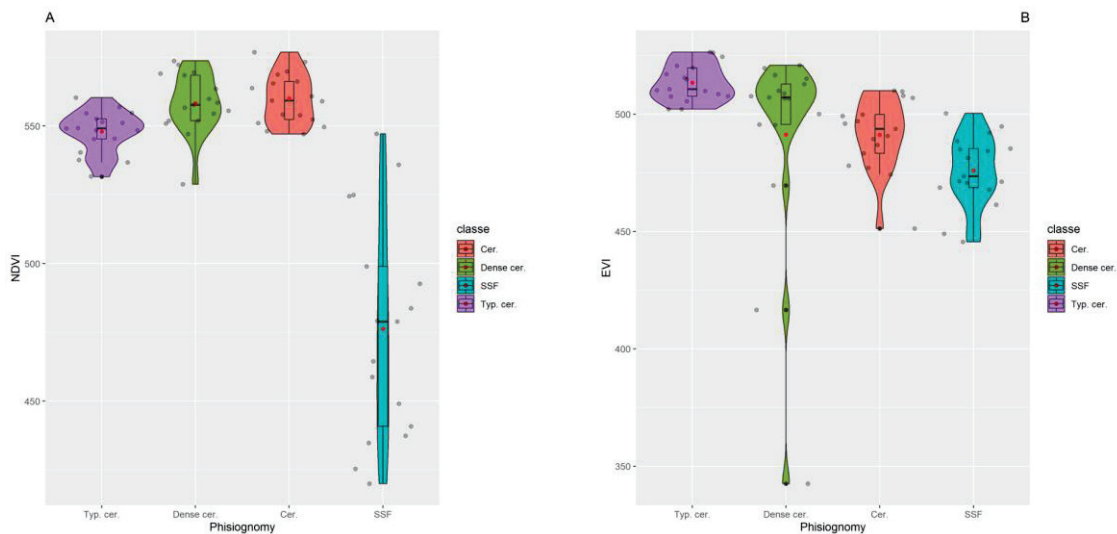 A
NDVI
550
500
450
Typ. cer.
Dense cer.
Cer.
SSF
Phisiognomy
classe
Cer.
Dense cer.
SSF
Typ. cer.
B
EVI
500
450
400
350
Typ. cer.
Dense cer.
Cer.
SSF
Phisiognomy
classe
Cer.
Dense cer.
SSF
Typ. cer.